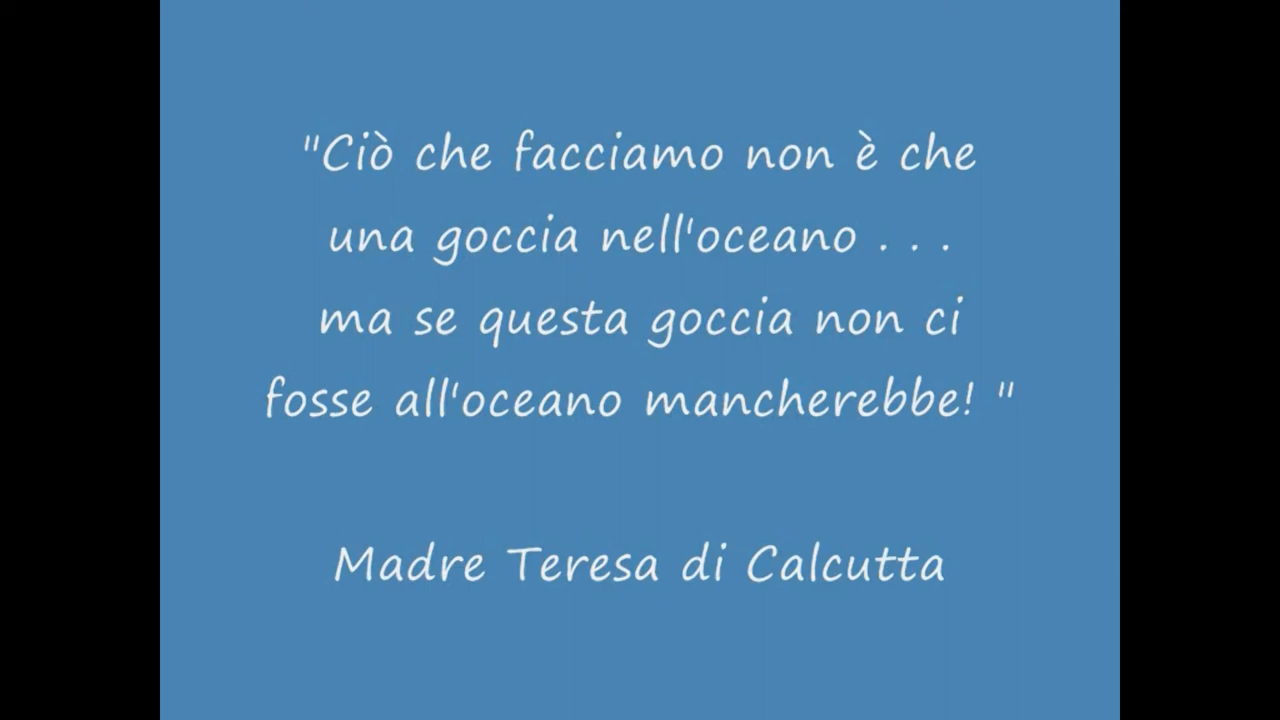 "Ciò che facciamo non è che
una goccia nell'oceano . . .
ma se questa goccia non ci
fosse all'oceano mancherebbe! "
Madre Teresa di Calcutta